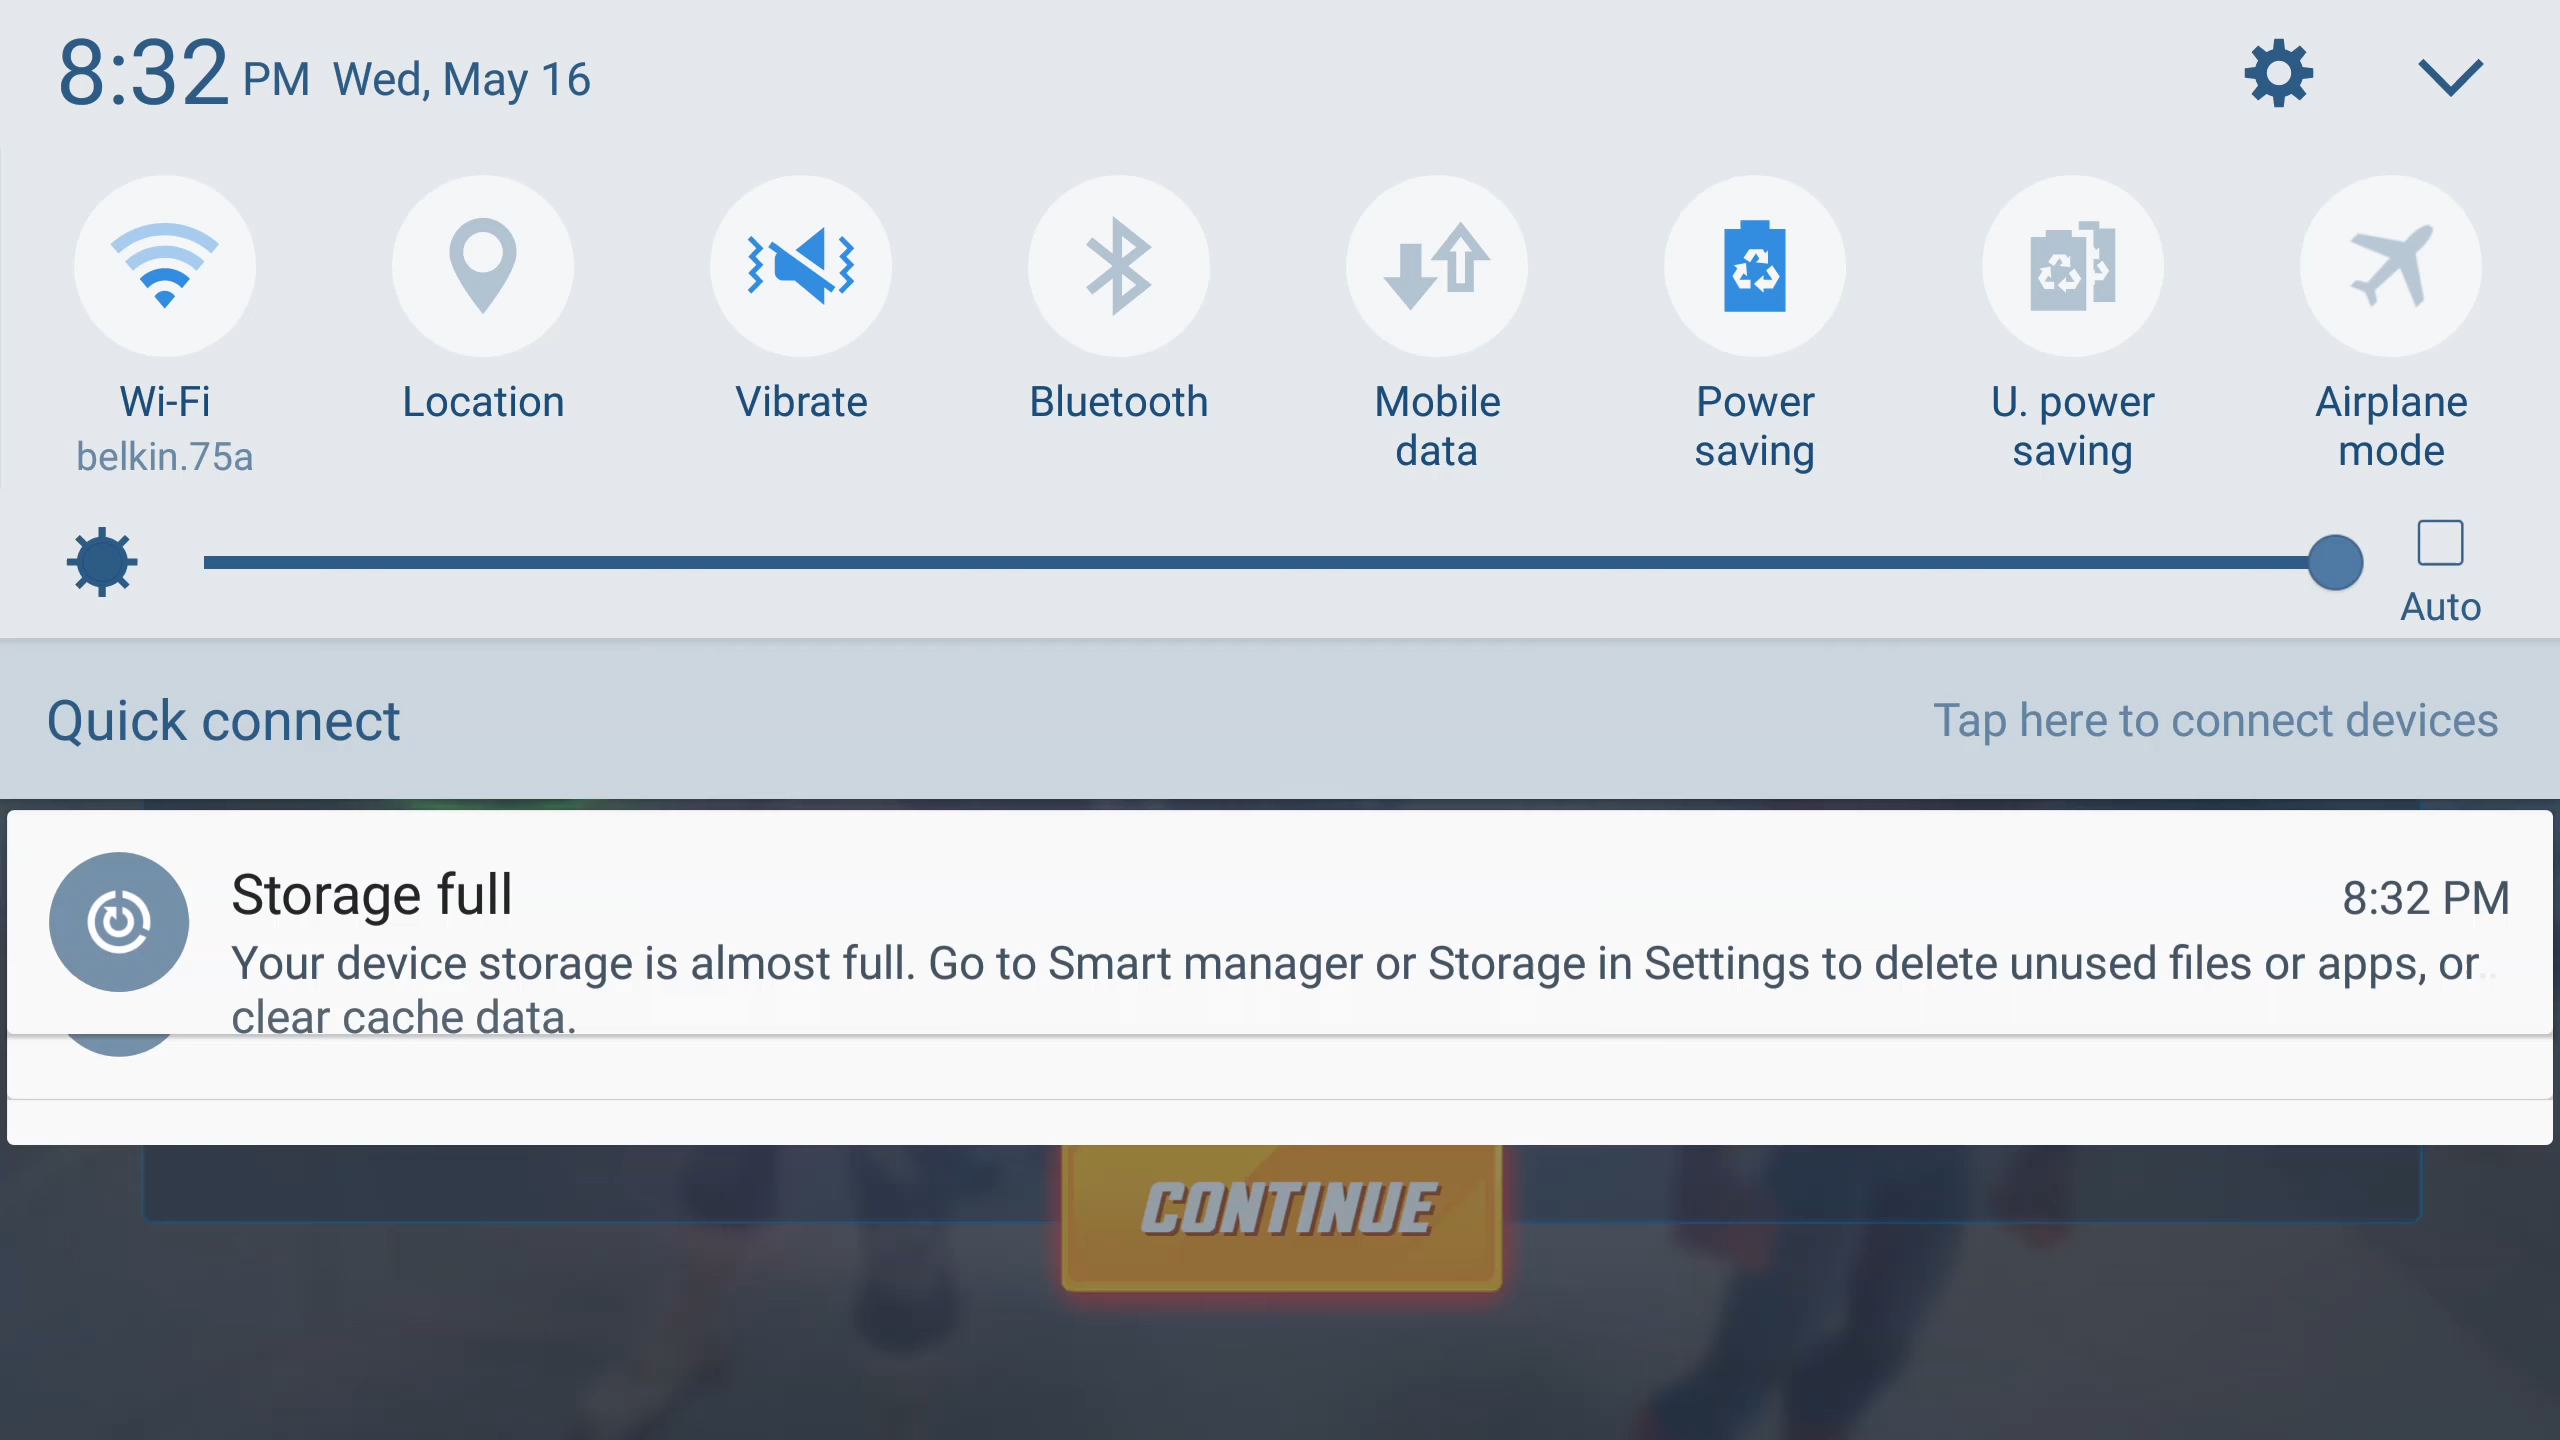 8:32 PM Wed, May 16
Wi-Fi
belkin.75a
Location
Vibrate
Bluetooth
Mobile
data
Power
saving
U. power
saving
Airplane
mode
Auto
Quick connect
Tap here to connect devices
Storage full
8:32 PM
Your device storage is almost full. Go to Smart manager or Storage in Settings to delete unused files or apps, or
clear cache data.
CONTINUE